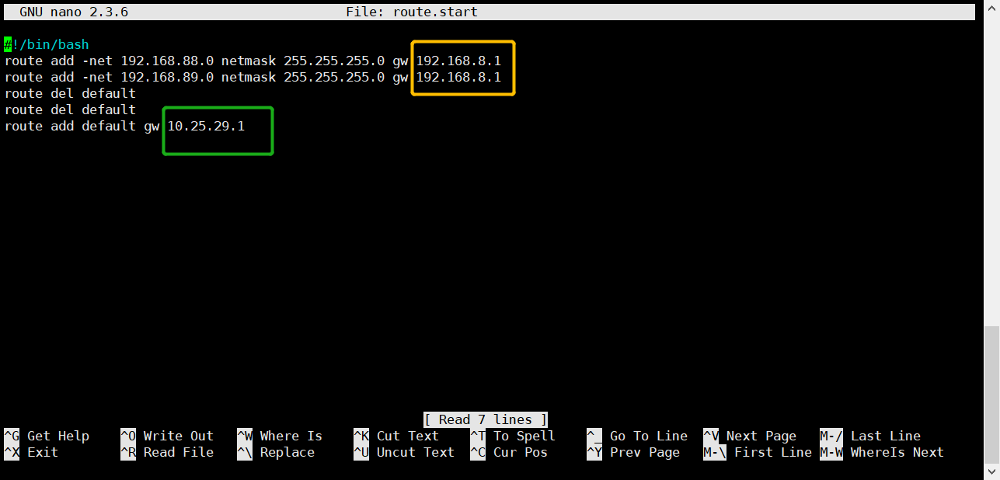 GNU nano 2.3.6 File: route.start
#!/bin/bash
route add -net 192.168.88.0 netmask 255.255.255.0 gw 192.168.8.1
route add -net 192.168.89.0 netmask 255.255.255.0 gw 192.168.8.1
route del default
route del default
route add default gw 10.25.29.1
[ Read 7 lines ]
^G Get Help ^O Write Out ^W Where Is ^K Cut Text ^T To Spell ^_ Go To Line ^V Next Page M-/ Last Line
^X Exit ^R Read File ^\ Replace ^U Uncut Text ^C Cur Pos ^Y Prev Page M-\ First Line M-W WhereIs Next